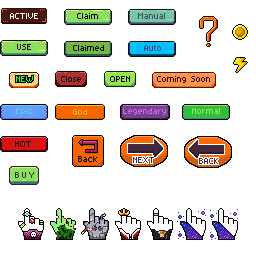 ACTIVE Claim Manual
USE Claimed Auto
NEW Close OPEN Coming Soon
Epic God Legendary Normal
HOT Back NEXT BACK
BUY
?